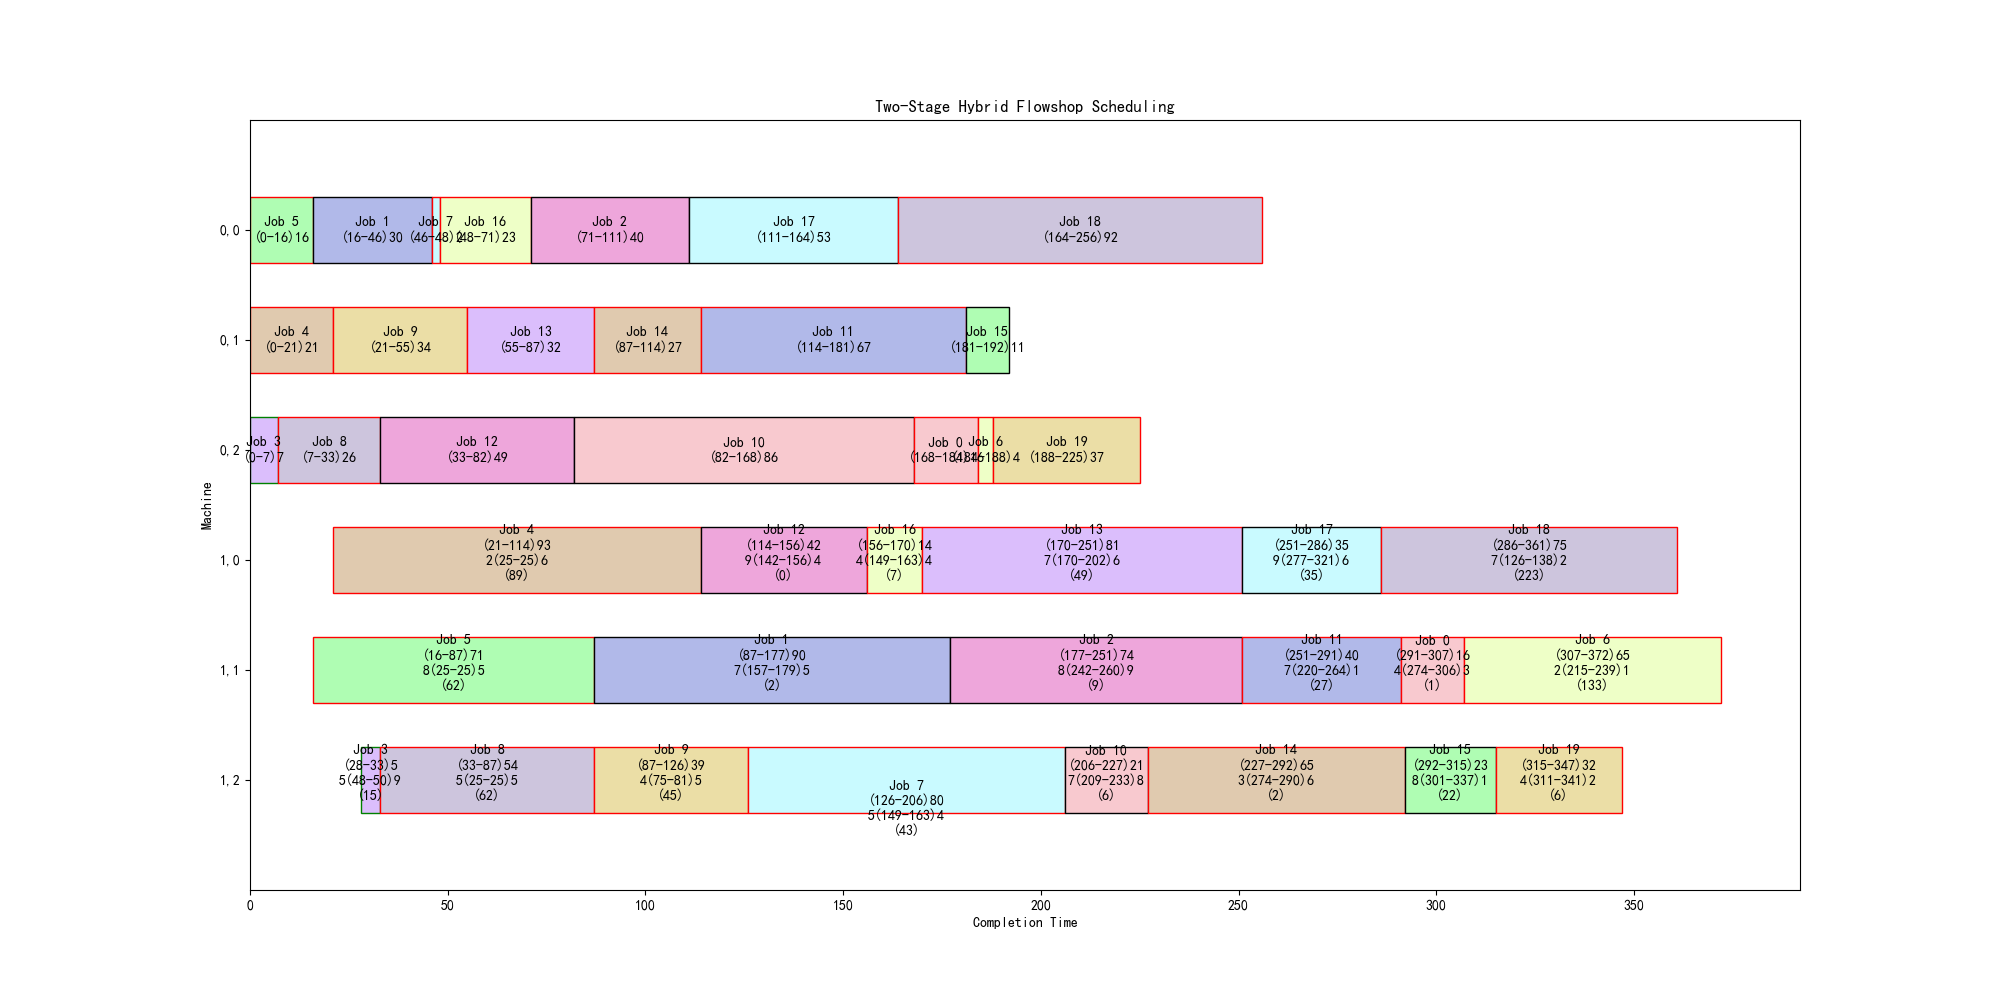 Two-Stage Hybrid Flowshop Scheduling
Machine
0,0
Job 5
(0-16)16
Job 1
(16-46)30
Job 7
(46-48)2
Job 16
(48-71)23
Job 2
(71-111)40
Job 17
(111-164)53
Job 18
(164-256)92
0,1
Job 4
(0-21)21
Job 9
(21-55)34
Job 13
(55-87)32
Job 14
(87-114)27
Job 11
(114-181)67
Job 15
(181-192)11
0,2
Job 3
(0-7)7
Job 8
(7-33)26
Job 12
(33-82)49
Job 10
(82-168)86
Job 0
(168-184)16
Job 6
(184-188)4
Job 19
(188-225)37
1,0
Job 4
(21-114)93
2(25-25)6
(89)
Job 12
(114-156)42
9(142-156)4
(0)
Job 16
(156-170)14
4(149-163)4
(7)
Job 13
(170-251)81
7(170-202)6
(49)
Job 17
(251-286)35
9(277-321)6
(35)
Job 18
(286-361)75
7(126-138)2
(223)
1,1
Job 5
(16-87)71
8(25-25)5
(62)
Job 1
(87-177)90
7(157-179)5
(2)
Job 2
(177-251)74
8(242-260)9
(9)
Job 11
(251-291)40
7(220-264)1
(27)
Job 0
(291-307)16
4(274-306)3
(1)
Job 6
(307-372)65
2(215-239)1
(133)
1,2
Job 3
(28-33)5
5(48-50)9
(15)
Job 8
(33-87)54
5(25-25)5
(62)
Job 9
(87-126)39
4(75-81)5
(45)
Job 7
(126-206)80
5(149-163)4
(43)
Job 10
(206-227)21
7(209-233)8
(6)
Job 14
(227-292)65
3(274-290)6
(2)
Job 15
(292-315)23
8(301-337)1
(22)
Job 19
(315-347)32
4(311-341)2
(6)
0
50
100
150
200
250
300
350
Completion Time